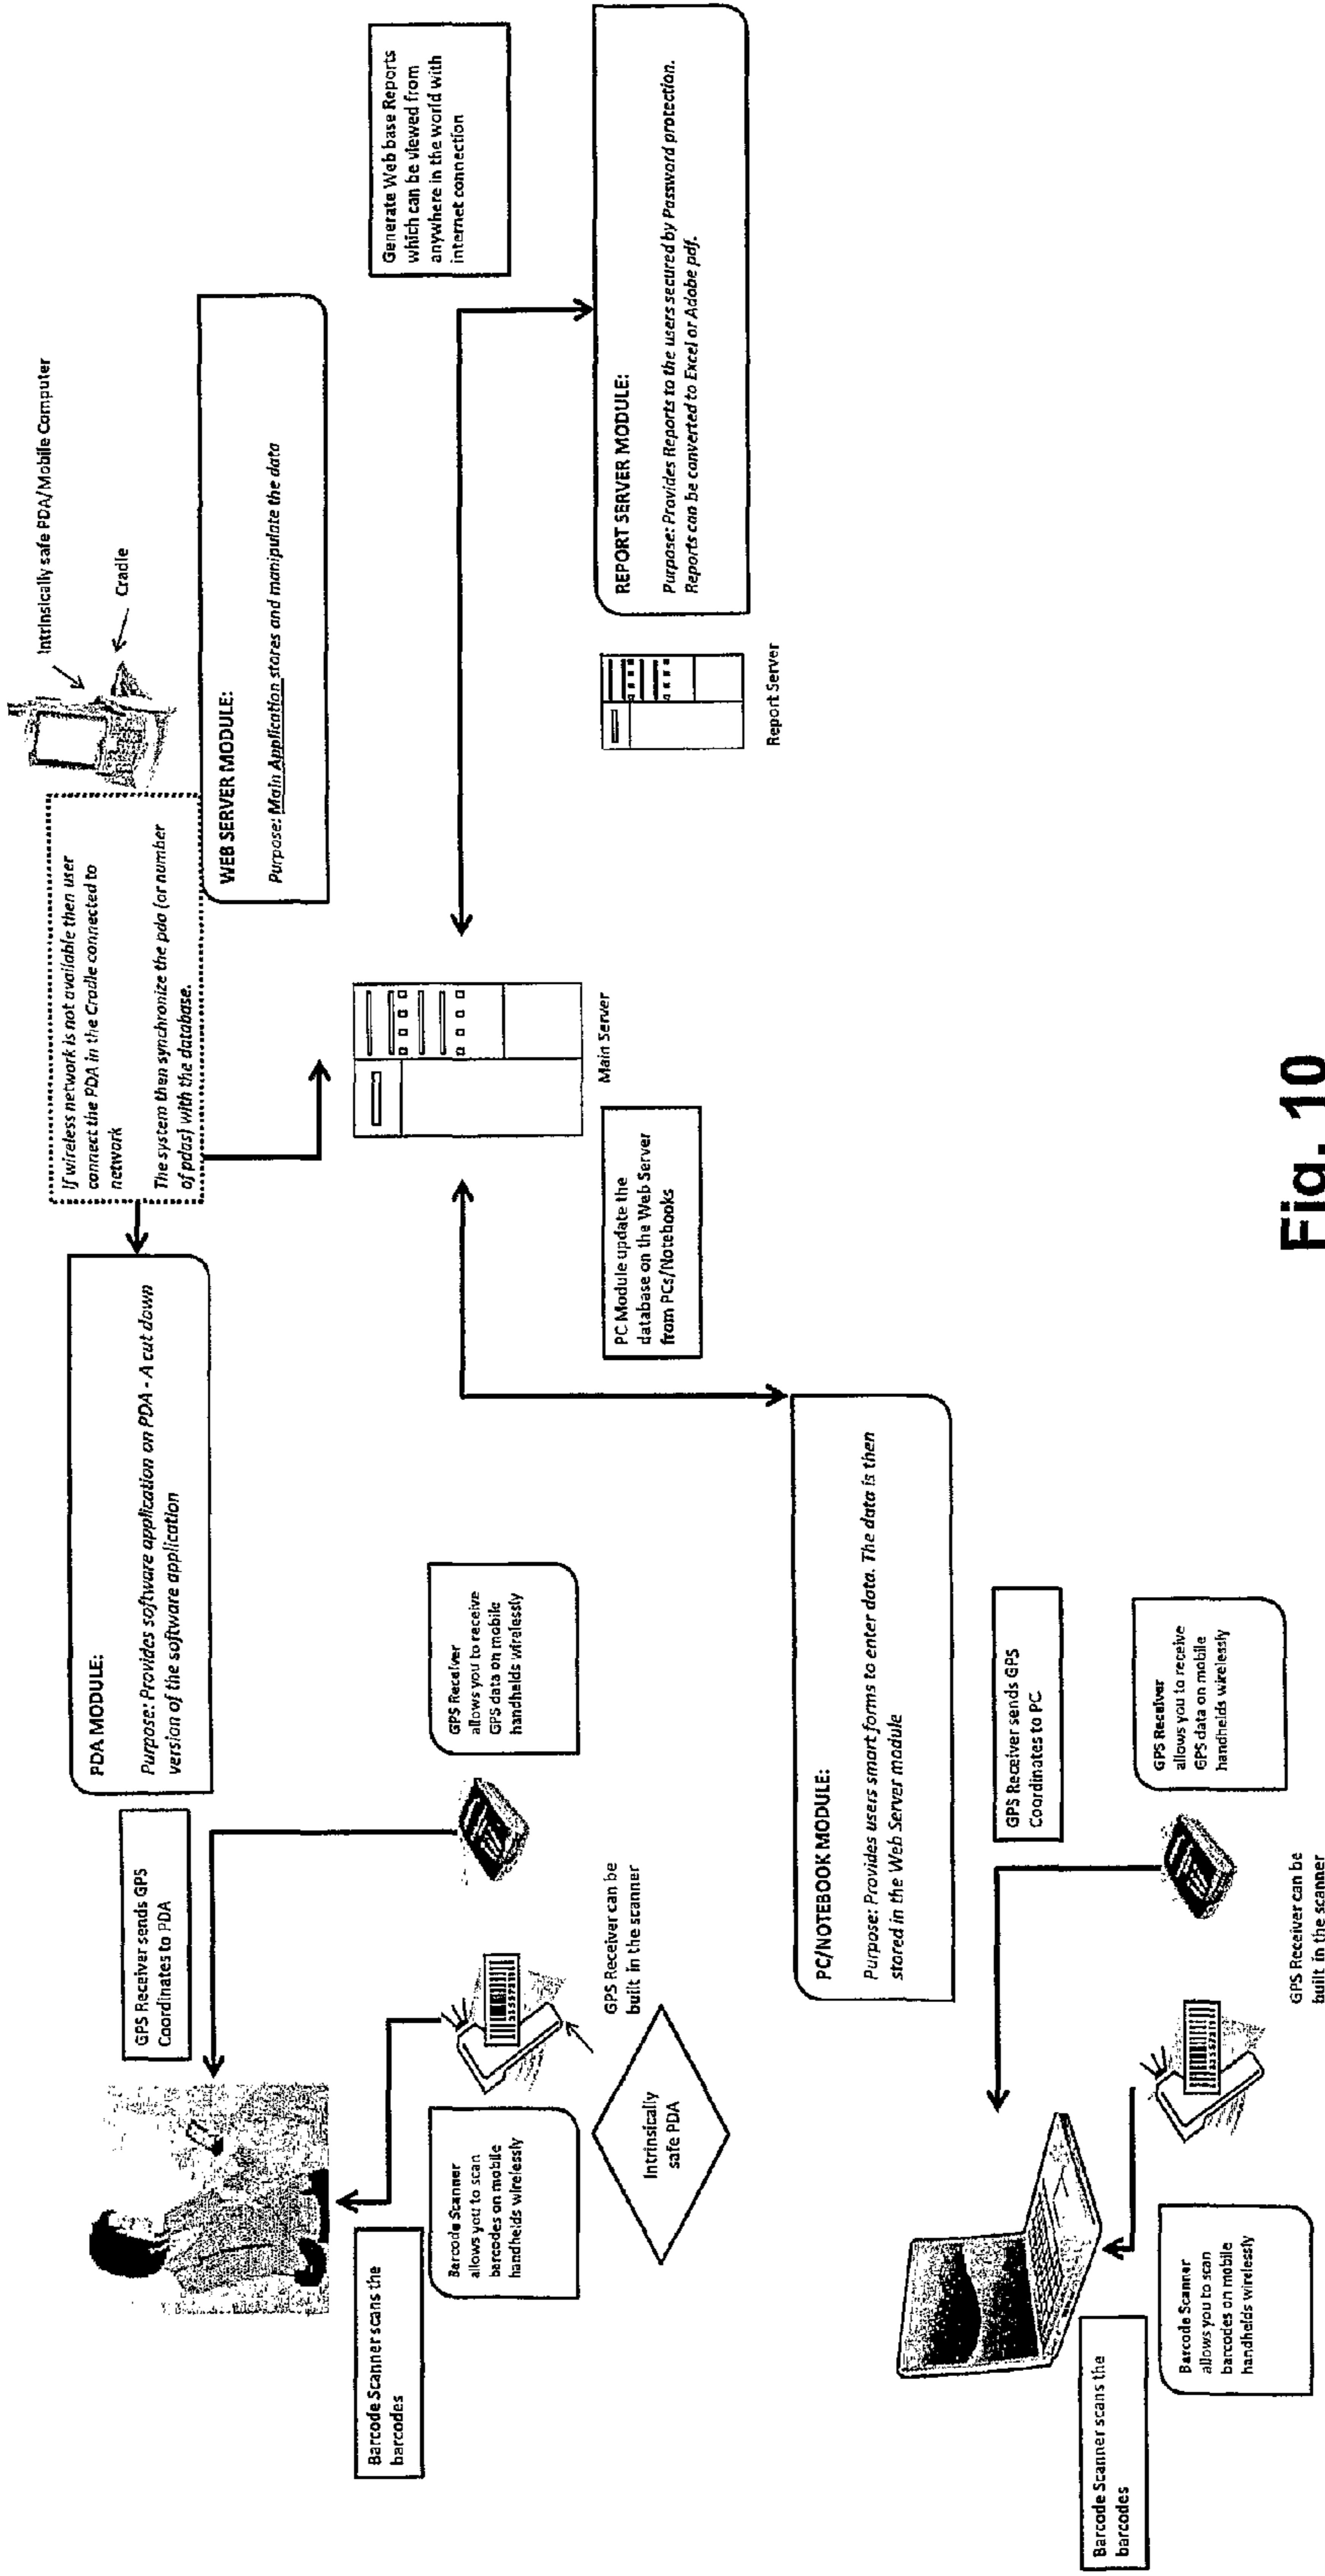 Intrinsically safe PDA/Mobile Computer
Cradle
If wireless network is not available then user
connect the PDA in the Cradle connected to
network
The system then synchronize the pda (or number
of pdas) with the database.
PDA MODULE:
Purpose: Provides software application on PDA - A cut down
version of the software application
GPS Receiver sends GPS
Coordinates to PDA
WEB SERVER MODULE:
Purpose: Main Application stores and manipulate the data
Generate Web base Reports
which can be viewed from
anywhere in the world with
internet connection
Main Server
Barcode Scanner scans the
barcodes
Barcode Scanner
allows you to scan
barcodes on mobile
handhelds wirelessly
GPS Receiver
allows you to receive
GPS data on mobile
handhelds wirelessly
GPS Receiver can be
built in the scanner
Intrinsically
safe PDA
PC Module update the
database on the Web Server
from PCs/Notebooks
REPORT SERVER MODULE:
Purpose: Provides Reports to the users secured by Password protection.
Reports can be converted to Excel or Adobe pdf.
Report Server
PC/NOTEBOOK MODULE:
Purpose: Provides users smart forms to enter data. The data is then
stored in the Web Server module
GPS Receiver sends GPS
Coordinates to PC
Barcode Scanner scans the
barcodes
Barcode Scanner
allows you to scan
barcodes on mobile
handhelds wirelessly
GPS Receiver
allows you to receive
GPS data on mobile
handhelds wirelessly
GPS Receiver can be
built in the scanner
Fig. 10